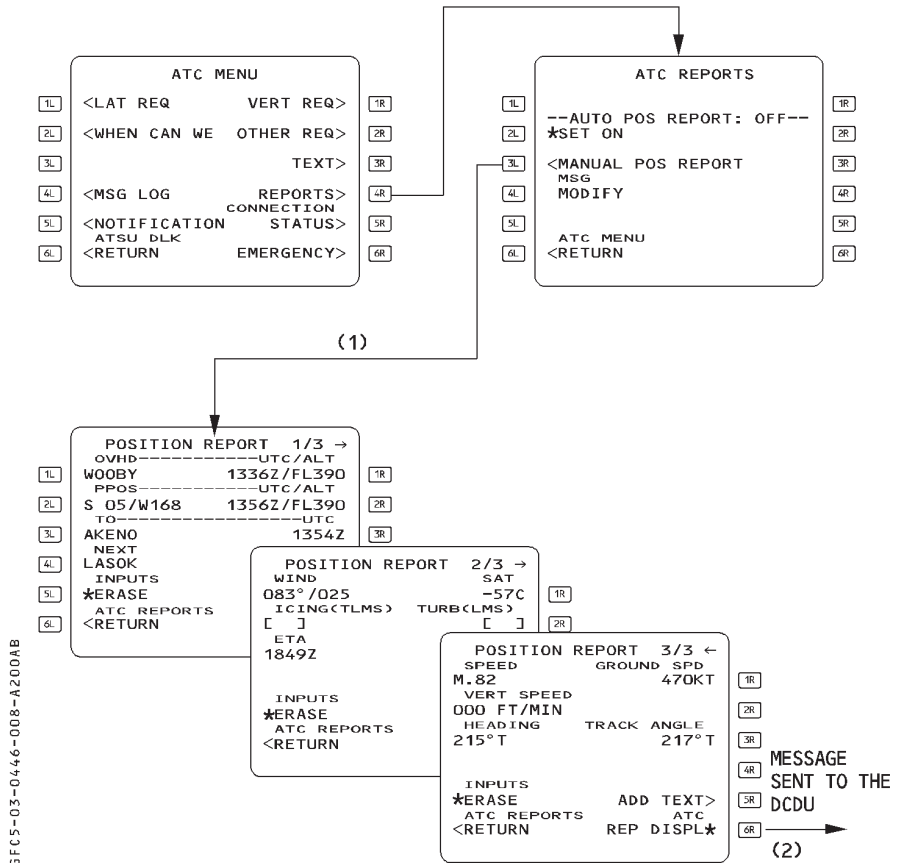 ATC MENU
1L <LAT REQ VERT REQ> 1R
2L <WHEN CAN WE OTHER REQ> 2R
3L TEXT> 3R
4L <MSG LOG REPORTS> 4R
CONNECTION
5L <NOTIFICATION STATUS> 5R
ATSU DLK
6L <RETURN EMERGENCY> 6R
ATC REPORTS
1L 1R
--AUTO POS REPORT: OFF--
2L *SET ON 2R
3L <MANUAL POS REPORT 3R
MSG
4L MODIFY 4R
5L 5R
ATC MENU
6L <RETURN 6R
(1)
POSITION REPORT 1/3 →
OVHD------------UTC/ALT
1L WOOBY 1336Z/FL390 1R
PPOS------------UTC/ALT
2L S 05/W168 1356Z/FL390 2R
TO------------------UTC
3L AKENO 1354Z 3R
NEXT
4L LASOK
INPUTS
5L *ERASE
ATC REPORTS
6L <RETURN
POSITION REPORT 2/3 →
WIND SAT
083°/025 -57C 1R
ICING(TLMS) TURB(LMS)
[ ] [ ] 2R
ETA
1849Z
INPUTS
*ERASE
ATC REPORTS
<RETURN
POSITION REPORT 3/3 ←
SPEED GROUND SPD
M.82 470KT 1R
VERT SPEED
000 FT/MIN 2R
HEADING TRACK ANGLE
215°T 217°T 3R
4R
INPUTS
*ERASE ADD TEXT> 5R
ATC REPORTS ATC
<RETURN REP DISPL* 6R
MESSAGE
SENT TO THE
DCDU
(2)
GFC5-03-0446-008-A200AB